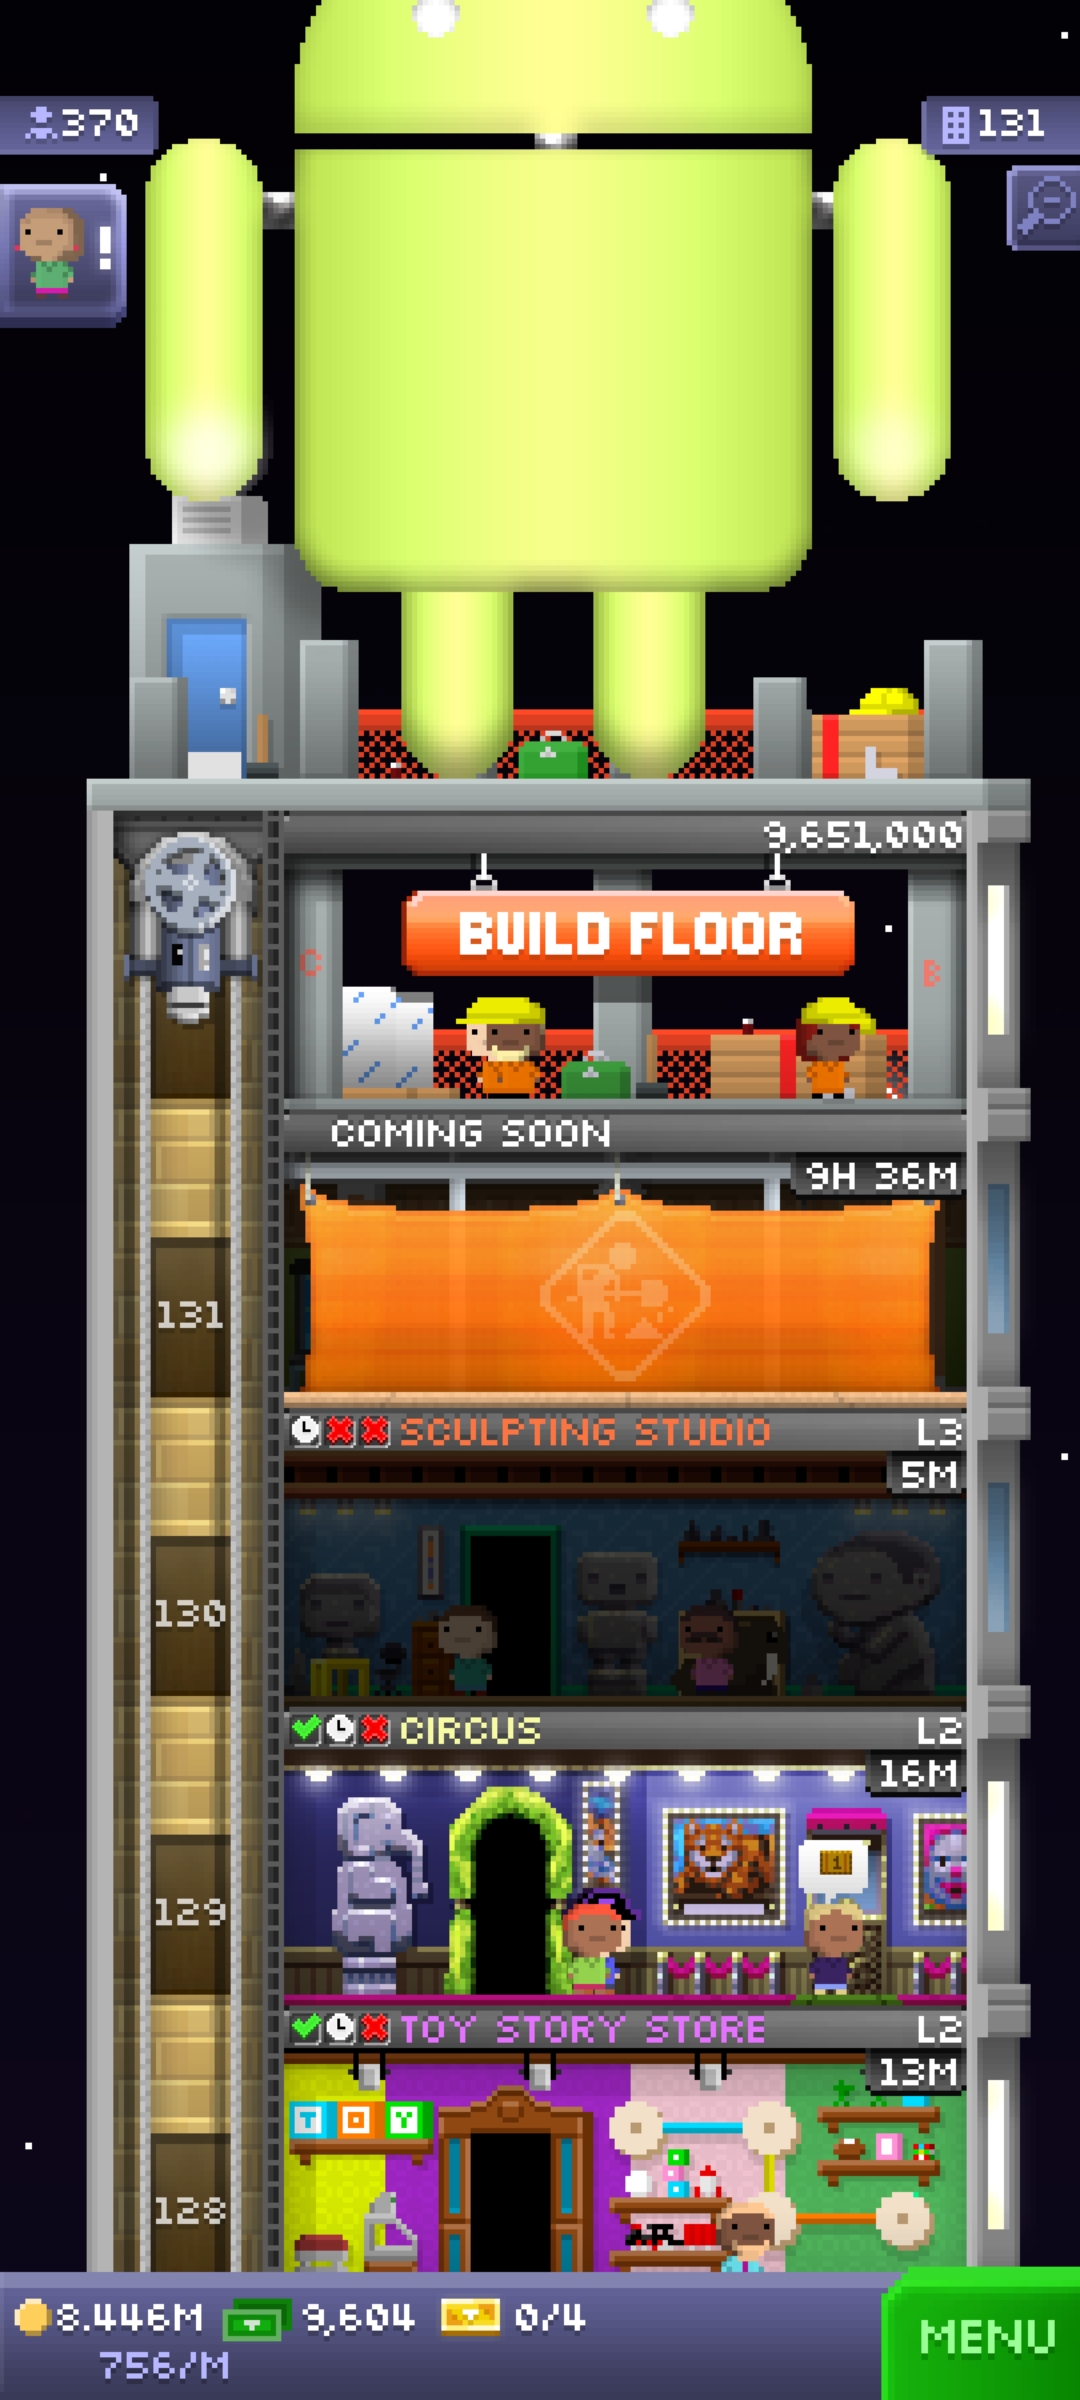 370
131
!
9,651,000
BUILD FLOOR
C
B
COMING SOON
9H 36M
131
SCULPTING STUDIO L3
5M
130
CIRCUS L2
16M
1
129
TOY STORY STORE L2
13M
TOY
128
8.446M 9,604 0/4
756/M
MENU